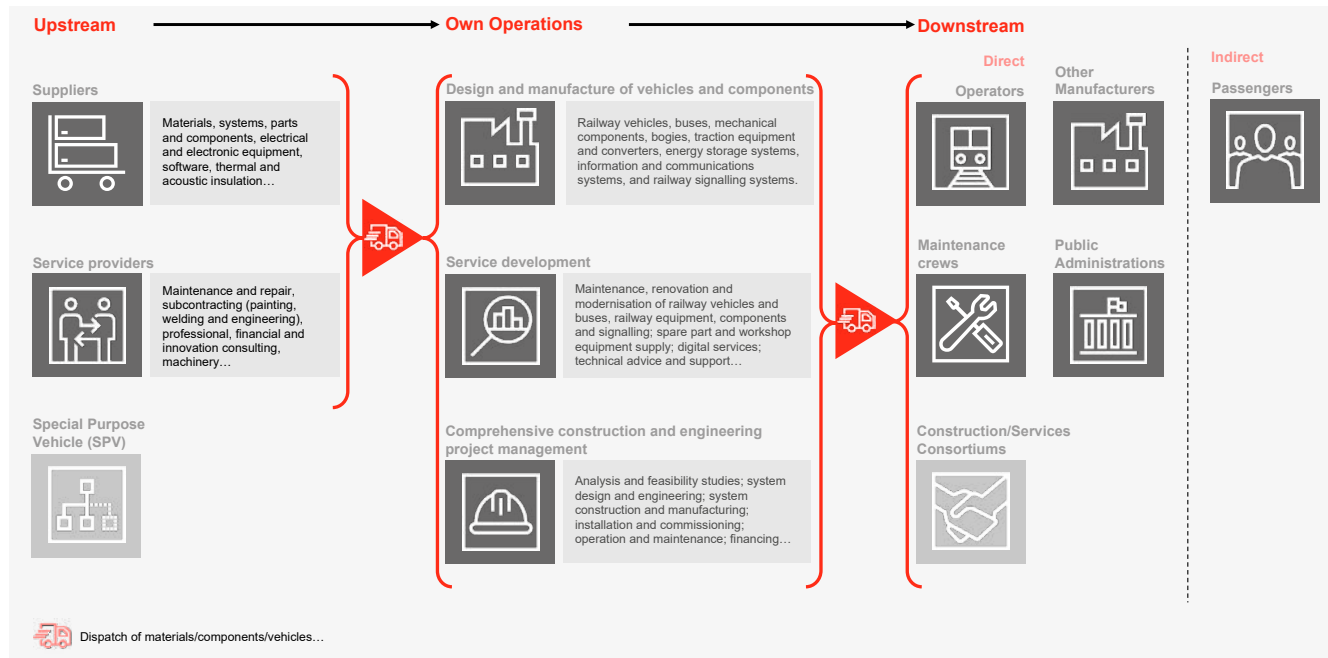 Upstream
Own Operations
Downstream
Direct
Indirect
Suppliers
Materials, systems, parts
and components, electrical
and electronic equipment,
software, thermal and
acoustic insulation…
Service providers
Maintenance and repair,
subcontracting (painting,
welding and engineering),
professional, financial and
innovation consulting,
machinery…
Special Purpose
Vehicle (SPV)
Design and manufacture of vehicles and components
Railway vehicles, buses, mechanical
components, bogies, traction equipment
and converters, energy storage systems,
information and communications
systems, and railway signalling systems.
Service development
Maintenance, renovation and
modernisation of railway vehicles and
buses, railway equipment, components
and signalling; spare part and workshop
equipment supply; digital services;
technical advice and support…
Comprehensive construction and engineering
project management
Analysis and feasibility studies; system
design and engineering; system
construction and manufacturing;
installation and commissioning;
operation and maintenance; financing…
Operators
Other
Manufacturers
Passengers
Maintenance
crews
Public
Administrations
Construction/Services
Consortiums
Dispatch of materials/components/vehicles…